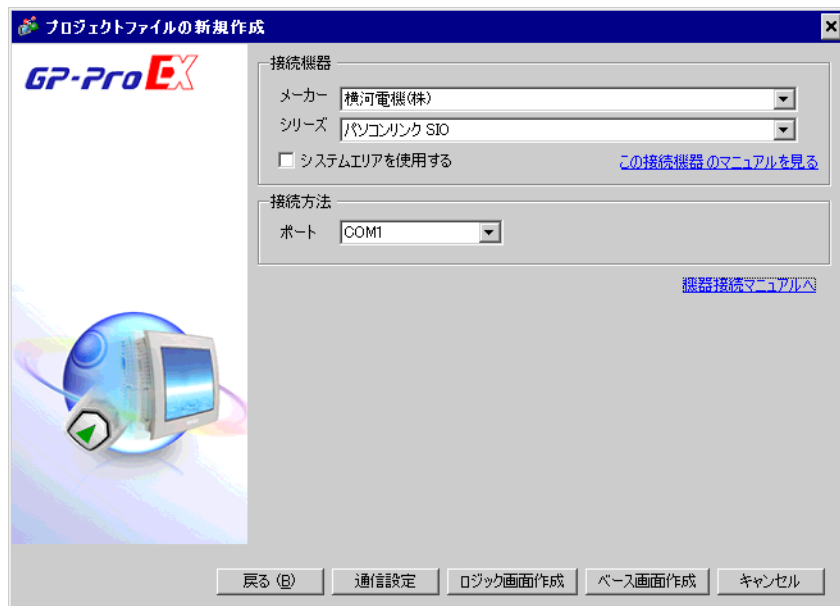 プロジェクトファイルの新規作成
GP-Pro EX
接続機器
メーカー 横河電機(株)
シリーズ パソコンリンク SIO
システムエリアを使用する この接続機器のマニュアルを見る
接続方法
ポート COM1
機器接続マニュアルへ
戻る (B) 通信設定 ロジック画面作成 ベース画面作成 キャンセル